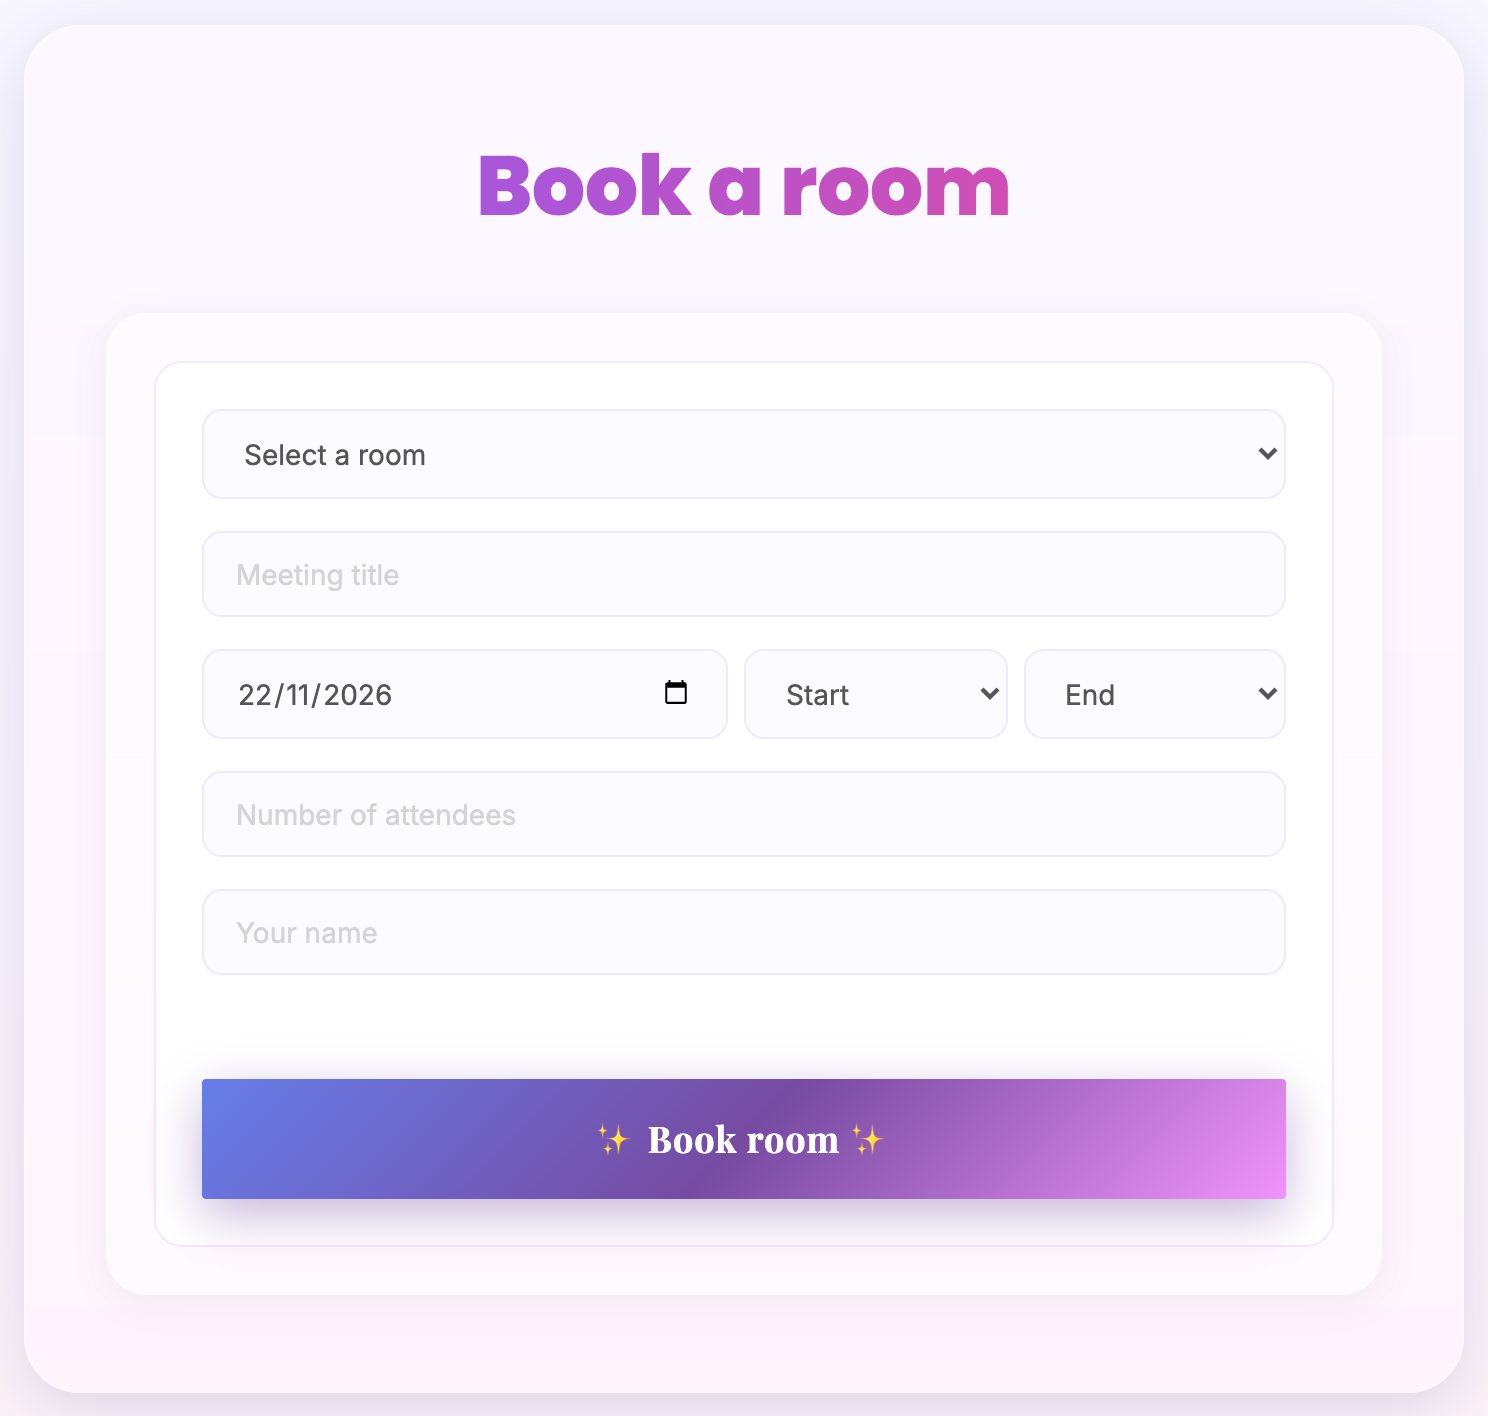 Book a room
Select a room
Meeting title
22/11/2026 Start End
Number of attendees
Your name
✨ Book room ✨